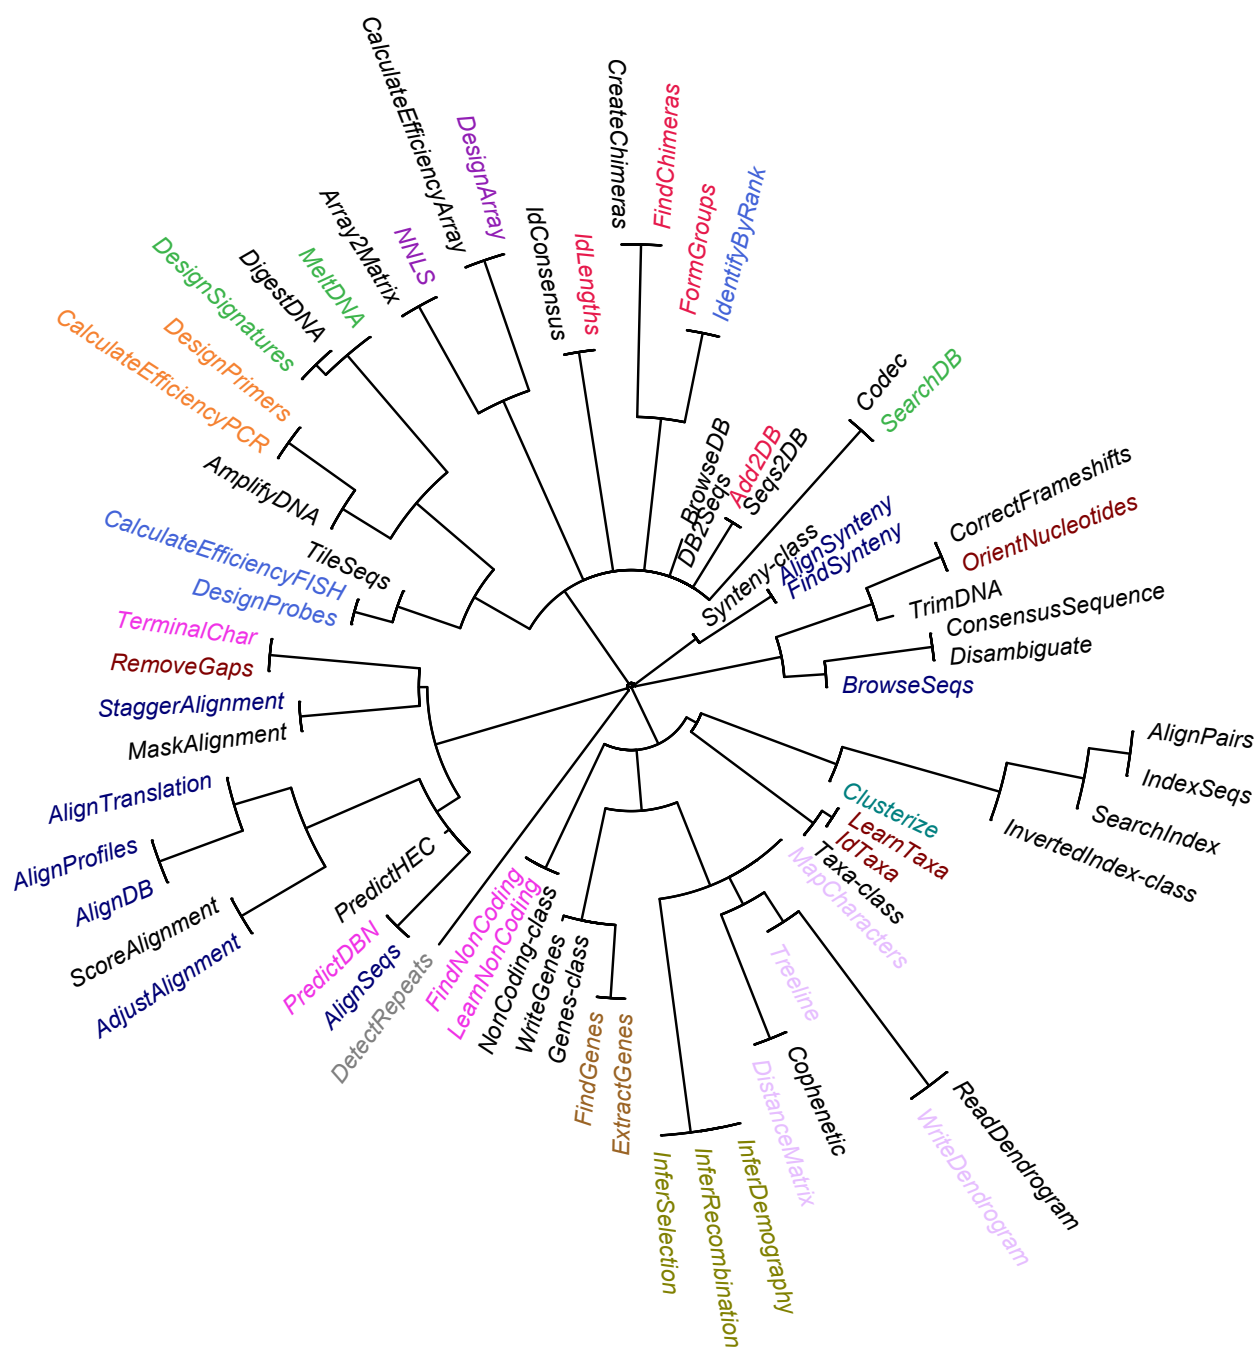 CalculateEfficiencyArray
DesignArray
CreateChimeras
FindChimeras
FormGroups
IdentifyByRank
IdConsensus
IdLengths
Array2Matrix
NNLS
MeltDNA
DigestDNA
DesignSignatures
DesignPrimers
CalculateEfficiencyPCR
AmplifyDNA
TileSeqs
CalculateEfficiencyFISH
DesignProbes
BrowseDB
DB2Seqs
Add2DB
Seqs2DB
Codec
SearchDB
Synteny-class
AlignSynteny
FindSynteny
CorrectFrameshifts
OrientNucleotides
TrimDNA
ConsensusSequence
Disambiguate
BrowseSeqs
TerminalChar
RemoveGaps
StaggerAlignment
MaskAlignment
AlignTranslation
AlignProfiles
AlignDB
ScoreAlignment
AdjustAlignment
PredictHEC
PredictDBN
AlignSeqs
DetectRepeats
FindNonCoding
LearnNonCoding
NonCoding-class
WriteGenes
Genes-class
FindGenes
ExtractGenes
InferSelection
InferRecombination
InferDemography
DistanceMatrix
Cophenetic
WriteDendrogram
ReadDendrogram
Treeline
MapCharacters
Taxa-class
IdTaxa
LearnTaxa
Clusterize
InvertedIndex-class
SearchIndex
IndexSeqs
AlignPairs